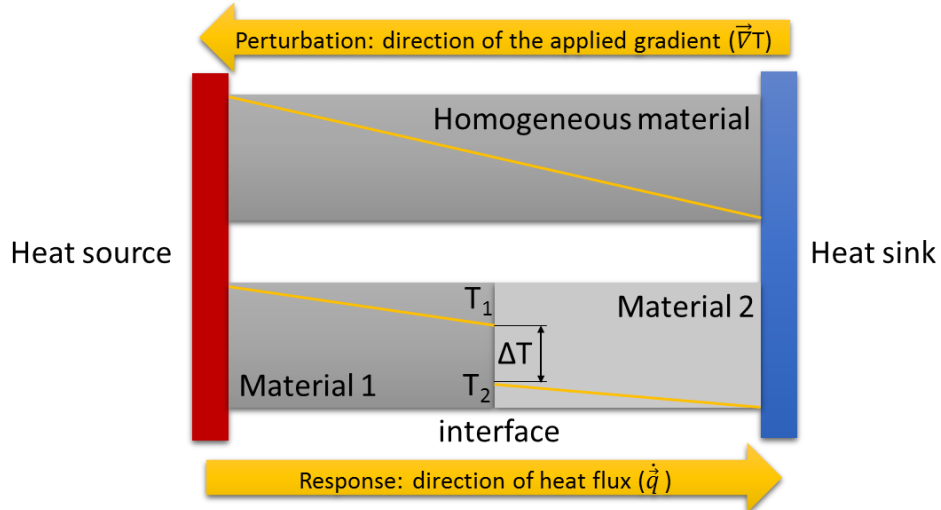 Perturbation: direction of the applied gradient (∇⃗T)
Homogeneous material
Heat source
Heat sink
T₁
Material 2
ΔT
Material 1
T₂
interface
Response: direction of heat flux (q̇⃗ )